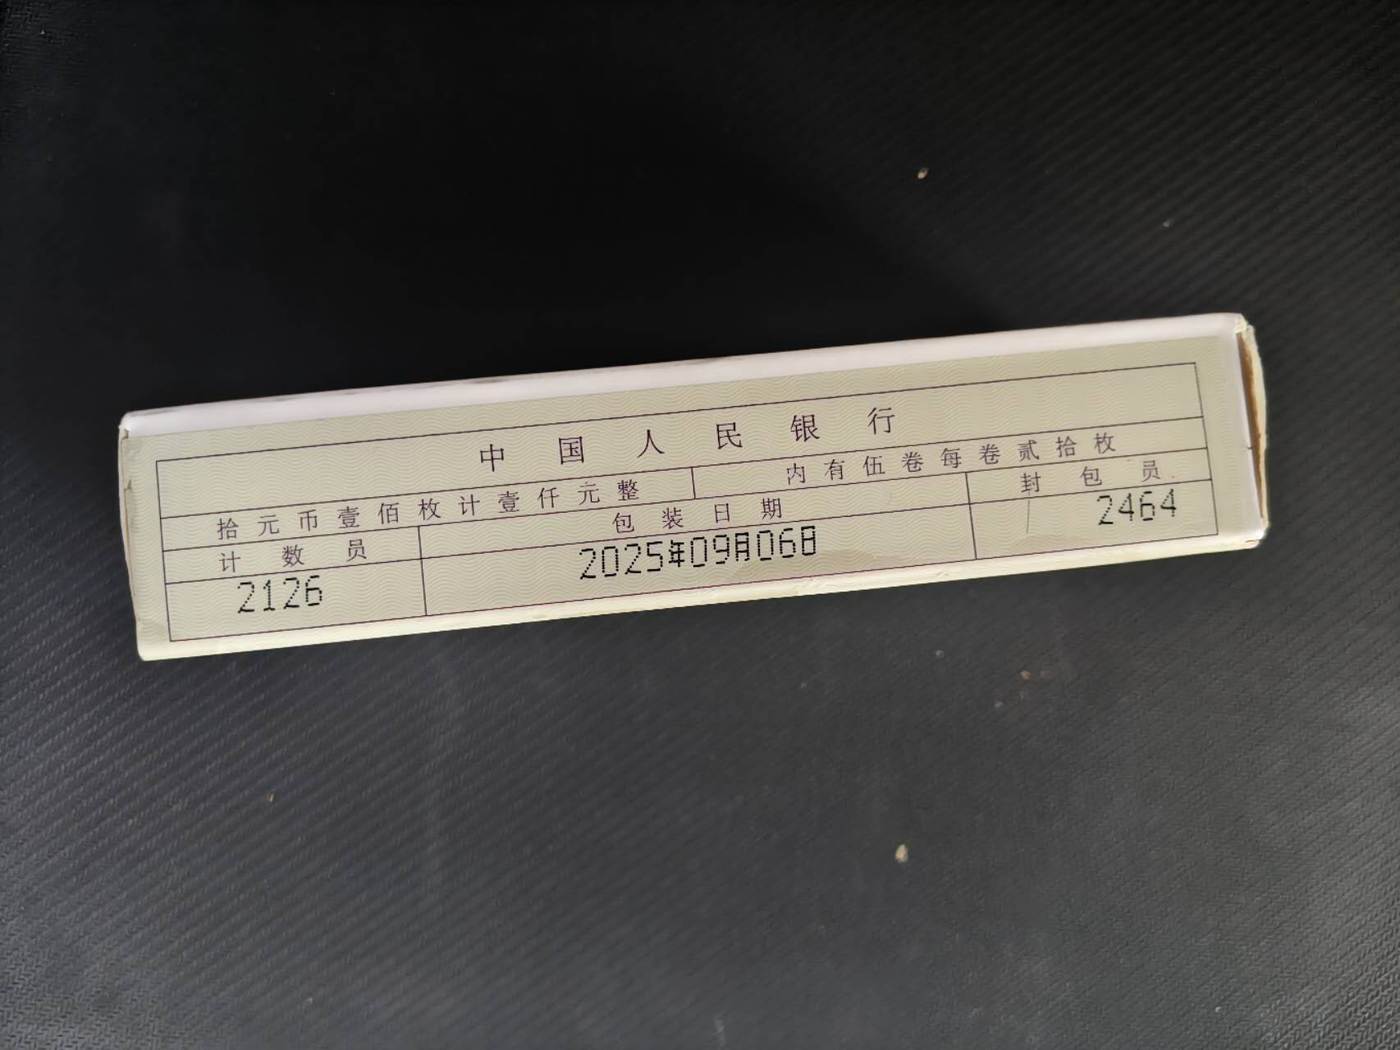 中国人民银行
拾元币壹佰枚计壹仟元整 内有伍卷每卷贰拾枚
计数员 包装日期 封包员
2126 2025年09月06日 2464